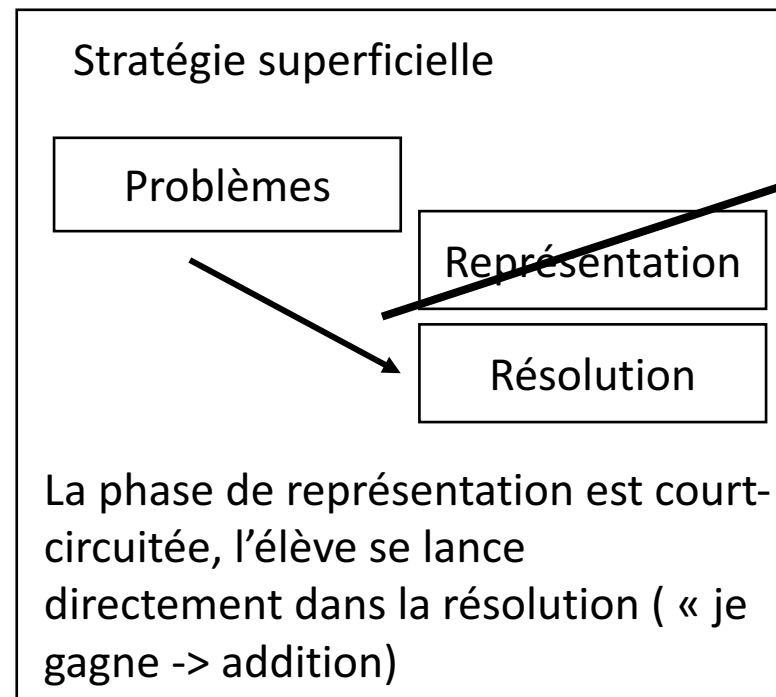 Stratégie superficielle
Problèmes
Représentation
Résolution
La phase de représentation est court-
circuitée, l’élève se lance
directement dans la résolution ( « je
gagne -> addition)